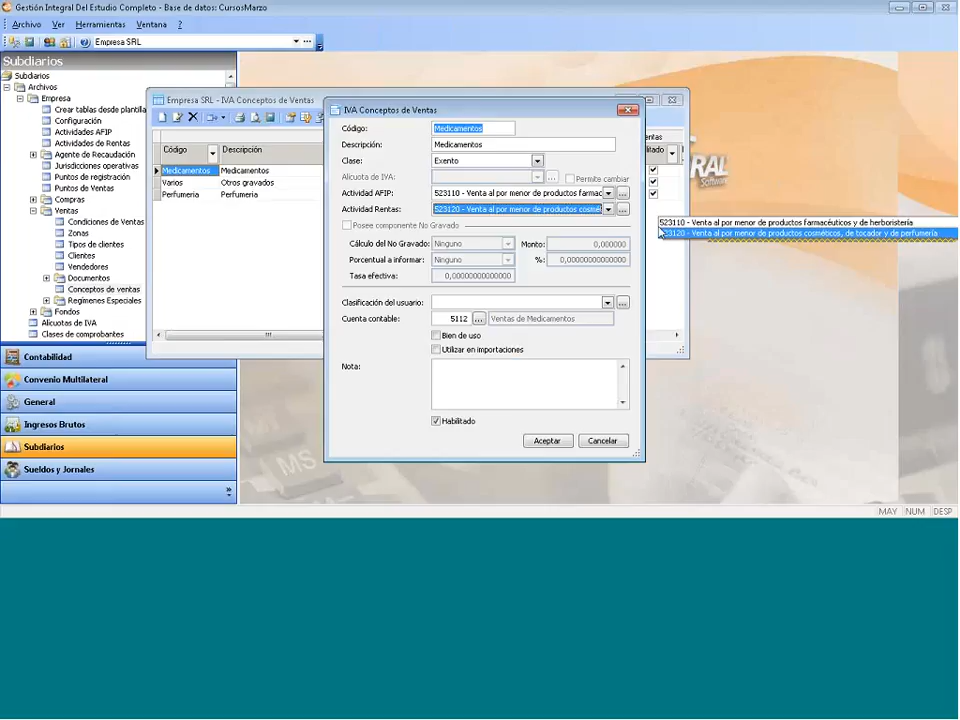 Gestión Integral Del Estudio Completo - Base de datos: CursosMarzo
Archivo Ver Herramientas Ventana ?
Empresa SRL
Subdiarios
Subdiarios
Archivos
Empresa
Crear tablas desde plantilla
Configuración
Actividades AFIP
Actividades de Rentas
Agente de Recaudación
Jurisdicciones operativas
Puntos de registración
Puntos de Ventas
Compras
Ventas
Condiciones de Ventas
Zonas
Tipos de clientes
Clientes
Vendedores
Documentos
Conceptos de ventas
Regímenes Especiales
Fondos
Alícuotas de IVA
Clases de comprobantes
Contabilidad
Convenio Multilateral
General
Ingresos Brutos
Subdiarios
Sueldos y Jornales
Empresa SRL - IVA Conceptos de Ventas
Código Descripción
Medicamentos Medicamentos
Varios Otros gravados
Perfumeria Perfumeria
IVA Conceptos de Ventas
Código: Medicamentos
Descripción: Medicamentos
Clase: Exento
Alícuota de IVA: Permite cambiar
Actividad AFIP: 523110 - Venta al por menor de productos farmac
Actividad Rentas: 523120 - Venta al por menor de productos cosmé
Posee componente No Gravado
Cálculo del No Gravado: Ninguno Monto: 0,000000
Porcentual a informar: Ninguno %: 0,0000000000000
Tasa efectiva: 0,0000000000000
Clasificación del usuario:
Cuenta contable: 5112 Ventas de Medicamentos
Bien de uso
Utilizar en importaciones
Nota:
Habilitado
Aceptar Cancelar
523110 - Venta al por menor de productos farmacéuticos y de herboristería
523120 - Venta al por menor de productos cosméticos, de tocador y de perfumería
Software
MAY NUM DESP